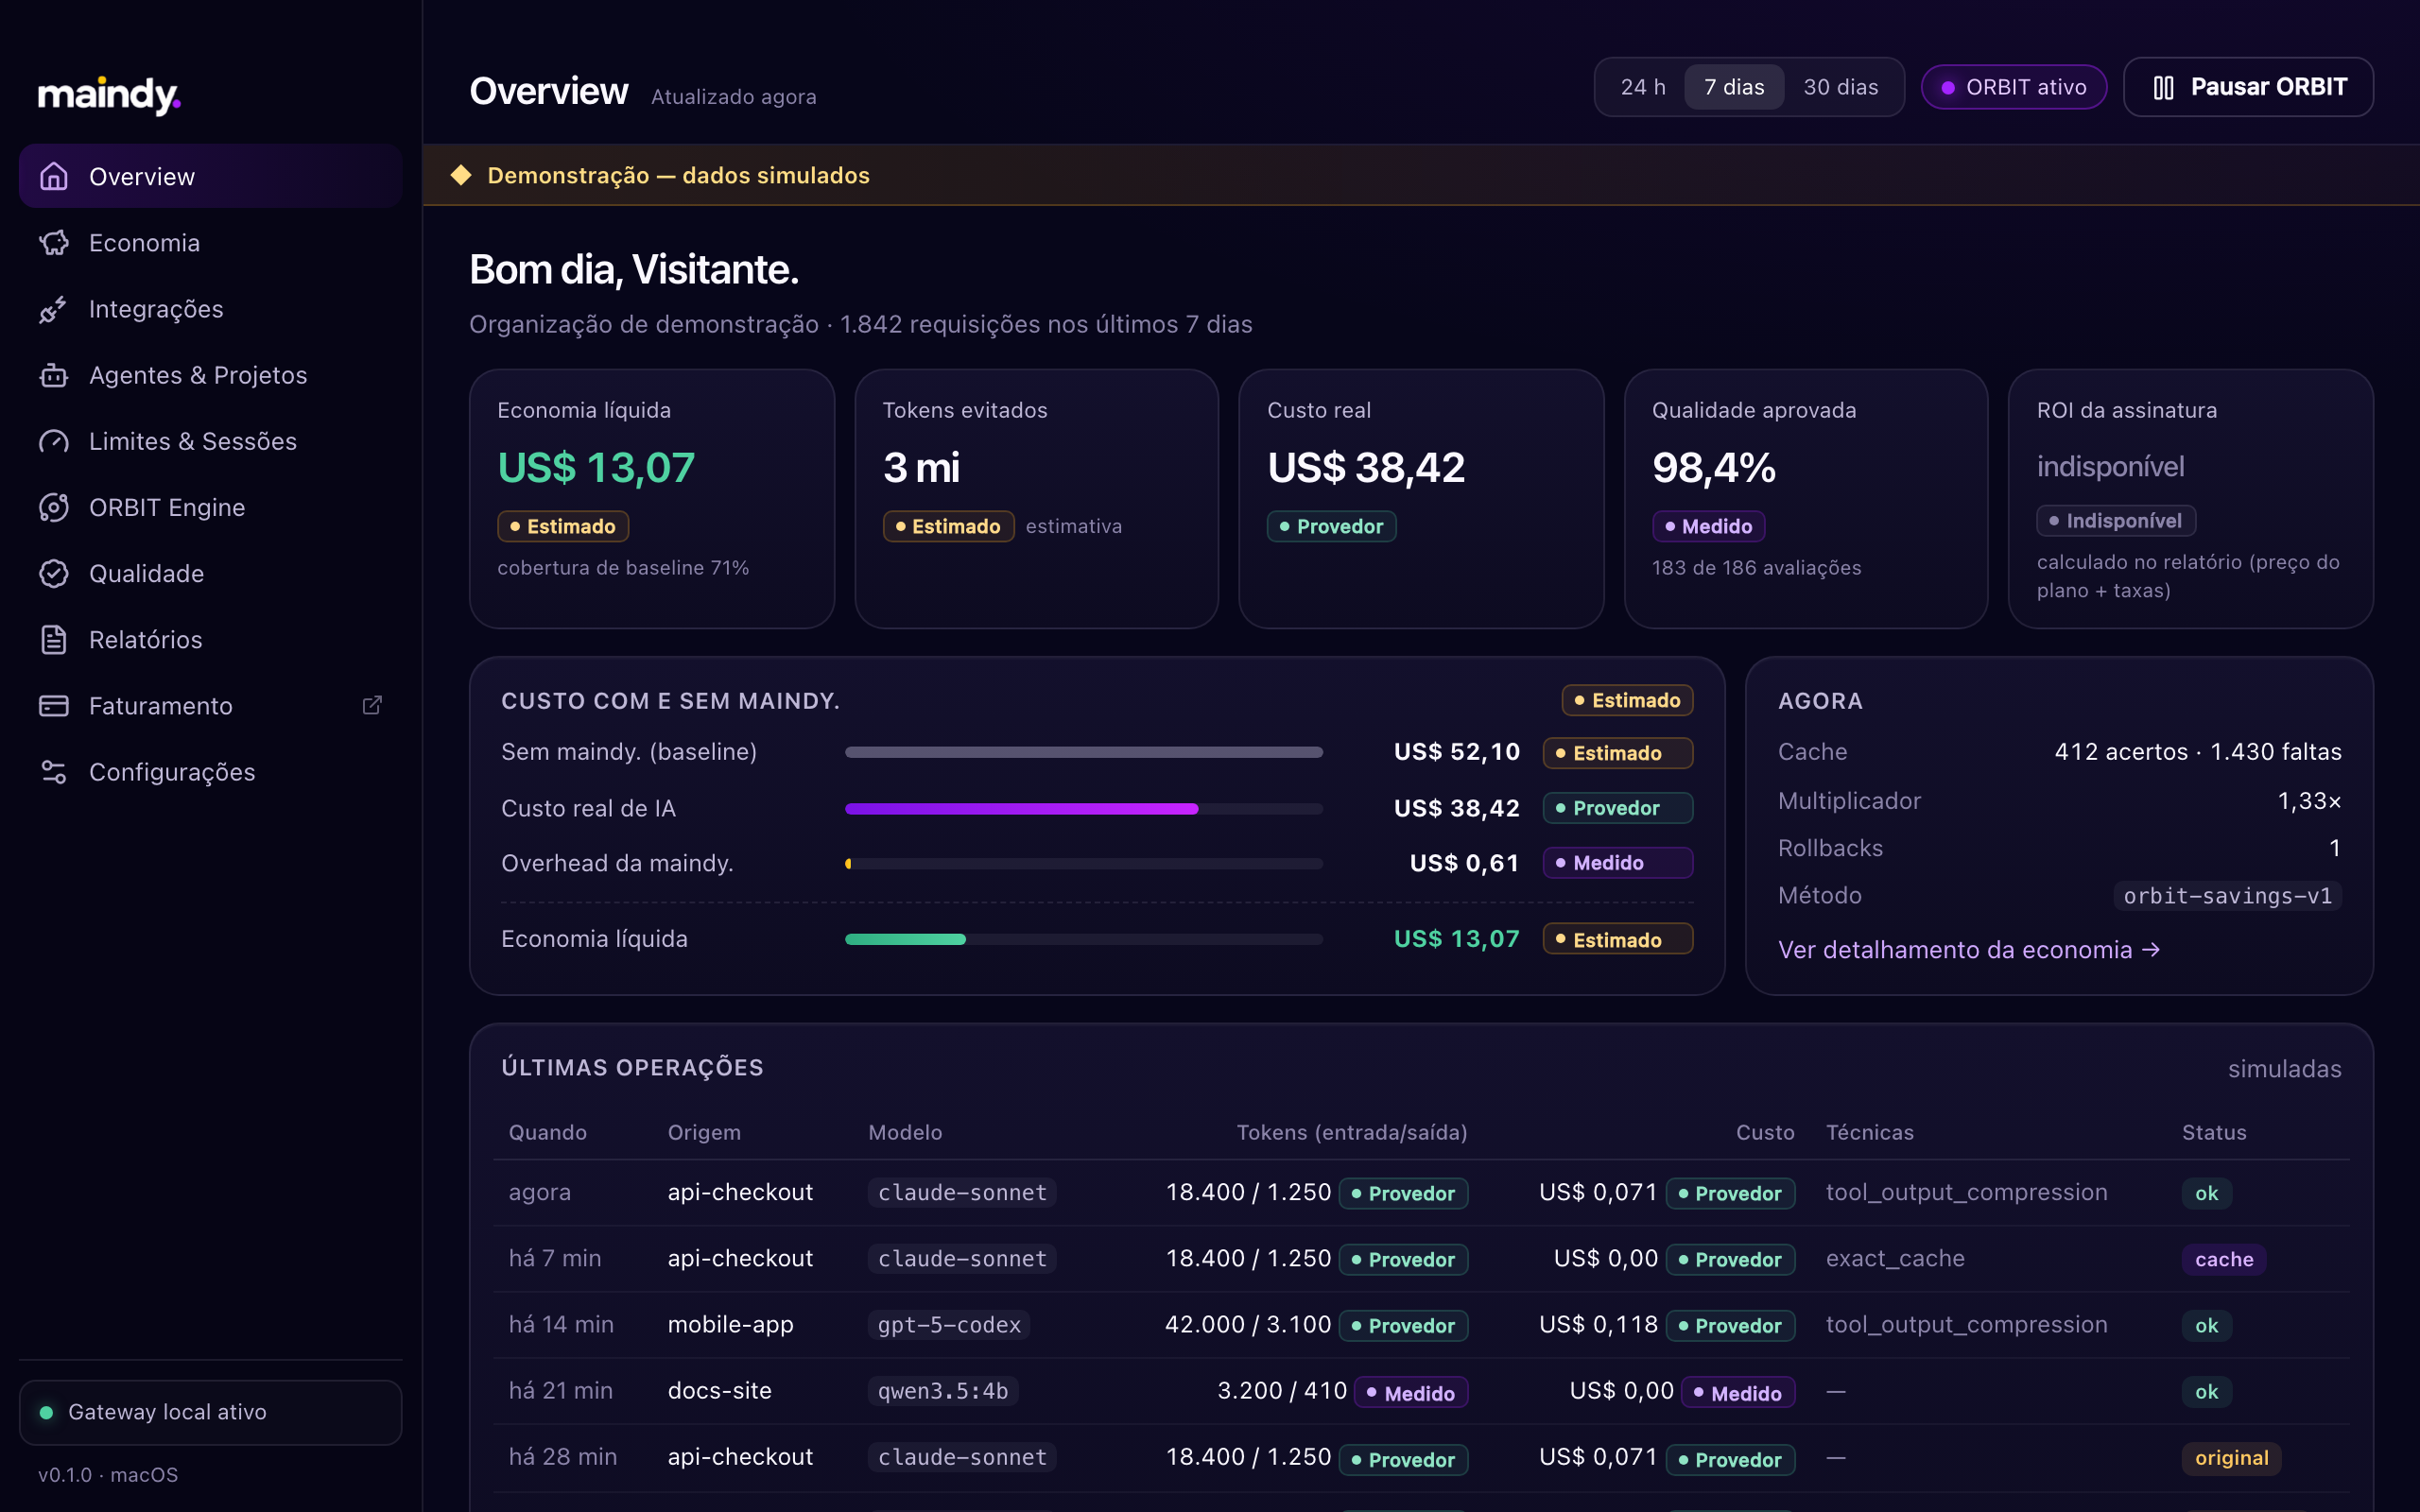 maindy.
Overview
Economia
Integrações
Agentes & Projetos
Limites & Sessões
ORBIT Engine
Qualidade
Relatórios
Faturamento
Configurações
Gateway local ativo
v0.1.0 · macOS
Overview Atualizado agora
24 h 7 dias 30 dias ORBIT ativo Pausar ORBIT
Demonstração — dados simulados
Bom dia, Visitante.
Organização de demonstração · 1.842 requisições nos últimos 7 dias
Economia líquida
US$ 13,07
Estimado
cobertura de baseline 71%
Tokens evitados
3 mi
Estimado estimativa
Custo real
US$ 38,42
Provedor
Qualidade aprovada
98,4%
Medido
183 de 186 avaliações
ROI da assinatura
indisponível
Indisponível
calculado no relatório (preço do
plano + taxas)
CUSTO COM E SEM MAINDY. Estimado
Sem maindy. (baseline) US$ 52,10 Estimado
Custo real de IA US$ 38,42 Provedor
Overhead da maindy. US$ 0,61 Medido
Economia líquida US$ 13,07 Estimado
AGORA
Cache 412 acertos · 1.430 faltas
Multiplicador 1,33×
Rollbacks 1
Método orbit-savings-v1
Ver detalhamento da economia →
ÚLTIMAS OPERAÇÕES simuladas
Quando Origem Modelo Tokens (entrada/saída) Custo Técnicas Status
agora api-checkout claude-sonnet 18.400 / 1.250 Provedor US$ 0,071 Provedor tool_output_compression ok
há 7 min api-checkout claude-sonnet 18.400 / 1.250 Provedor US$ 0,00 Provedor exact_cache cache
há 14 min mobile-app gpt-5-codex 42.000 / 3.100 Provedor US$ 0,118 Provedor tool_output_compression ok
há 21 min docs-site qwen3.5:4b 3.200 / 410 Medido US$ 0,00 Medido — ok
há 28 min api-checkout claude-sonnet 18.400 / 1.250 Provedor US$ 0,071 Provedor — original